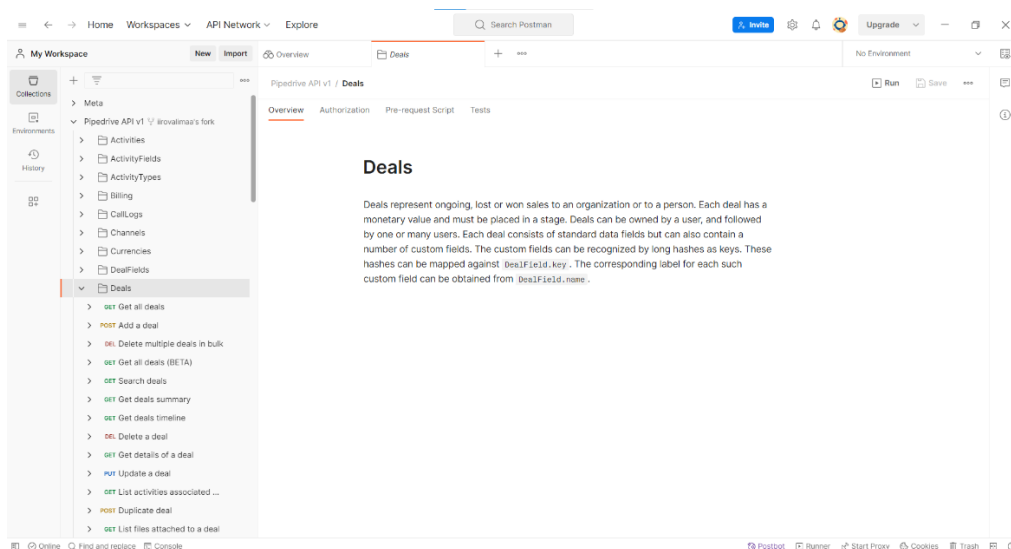 Home Workspaces API Network Explore Search Postman Invite Upgrade
My Workspace New Import Overview Deals No Environment
Collections
Environments
History
Meta
Pipedrive API v1 iirovalimaa's fork
Activities
ActivityFields
ActivityTypes
Billing
CallLogs
Channels
Currencies
DealFields
Deals
GET Get all deals
POST Add a deal
DEL Delete multiple deals in bulk
GET Get all deals (BETA)
GET Search deals
GET Get deals summary
GET Get deals timeline
DEL Delete a deal
GET Get details of a deal
PUT Update a deal
GET List activities associated ...
POST Duplicate deal
GET List files attached to a deal
Pipedrive API v1 / Deals Run Save
Overview Authorization Pre-request Script Tests
Deals
Deals represent ongoing, lost or won sales to an organization or to a person. Each deal has a
monetary value and must be placed in a stage. Deals can be owned by a user, and followed
by one or many users. Each deal consists of standard data fields but can also contain a
number of custom fields. The custom fields can be recognized by long hashes as keys. These
hashes can be mapped against DealField.key. The corresponding label for each such
custom field can be obtained from DealField.name.
Online Find and replace Console Postbot Runner Start Proxy Cookies Trash